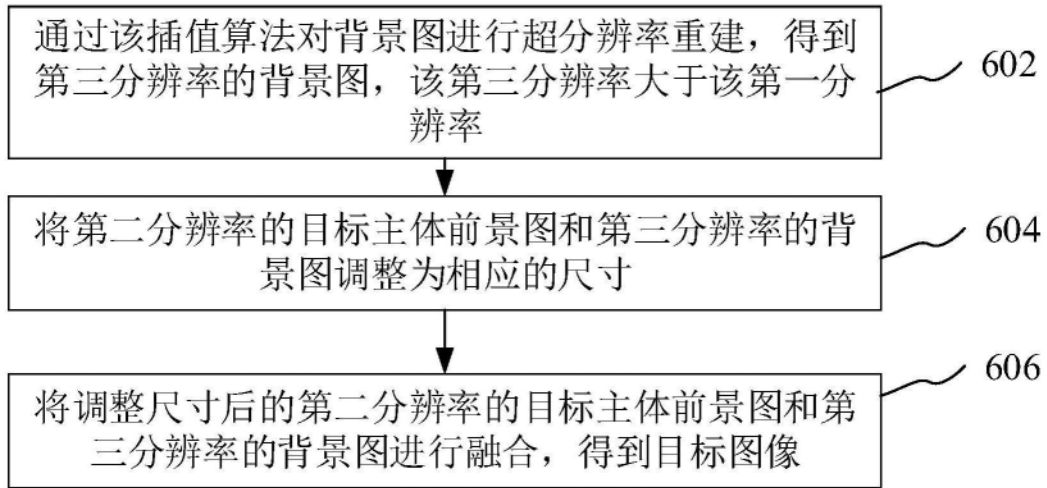 通过该插值算法对背景图进行超分辨率重建，得到
第三分辨率的背景图，该第三分辨率大于该第一分
辨率
602
将第二分辨率的目标主体前景图和第三分辨率的背
景图调整为相应的尺寸
604
将调整尺寸后的第二分辨率的目标主体前景图和第
三分辨率的背景图进行融合，得到目标图像
606